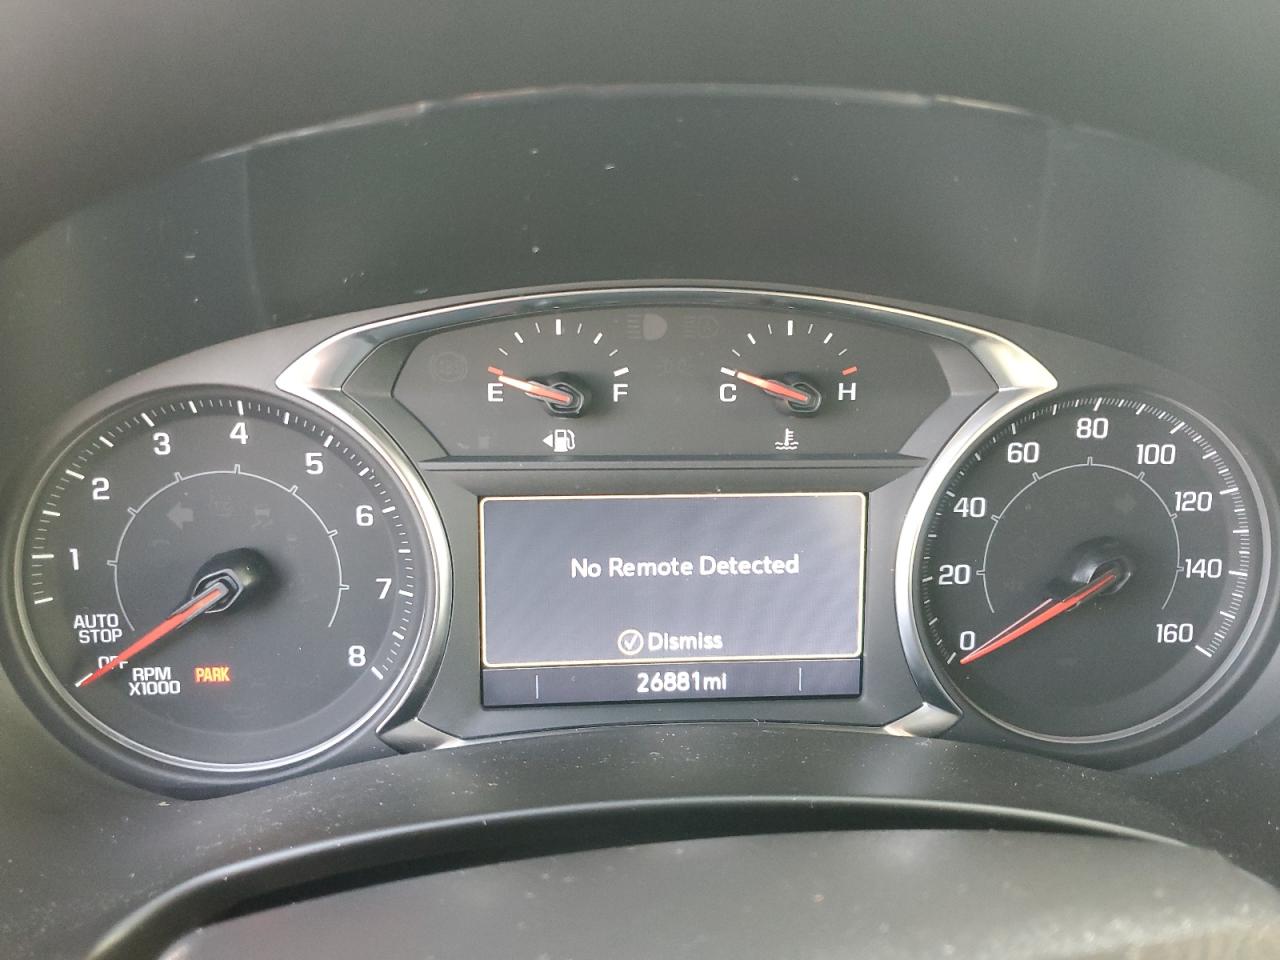 E F C H
1 2 3 4 5 6 7 8
AUTO
STOP
OFF
RPM
X1000
PARK
No Remote Detected
Dismiss
26881mi
0 20 40 60 80 100 120 140 160